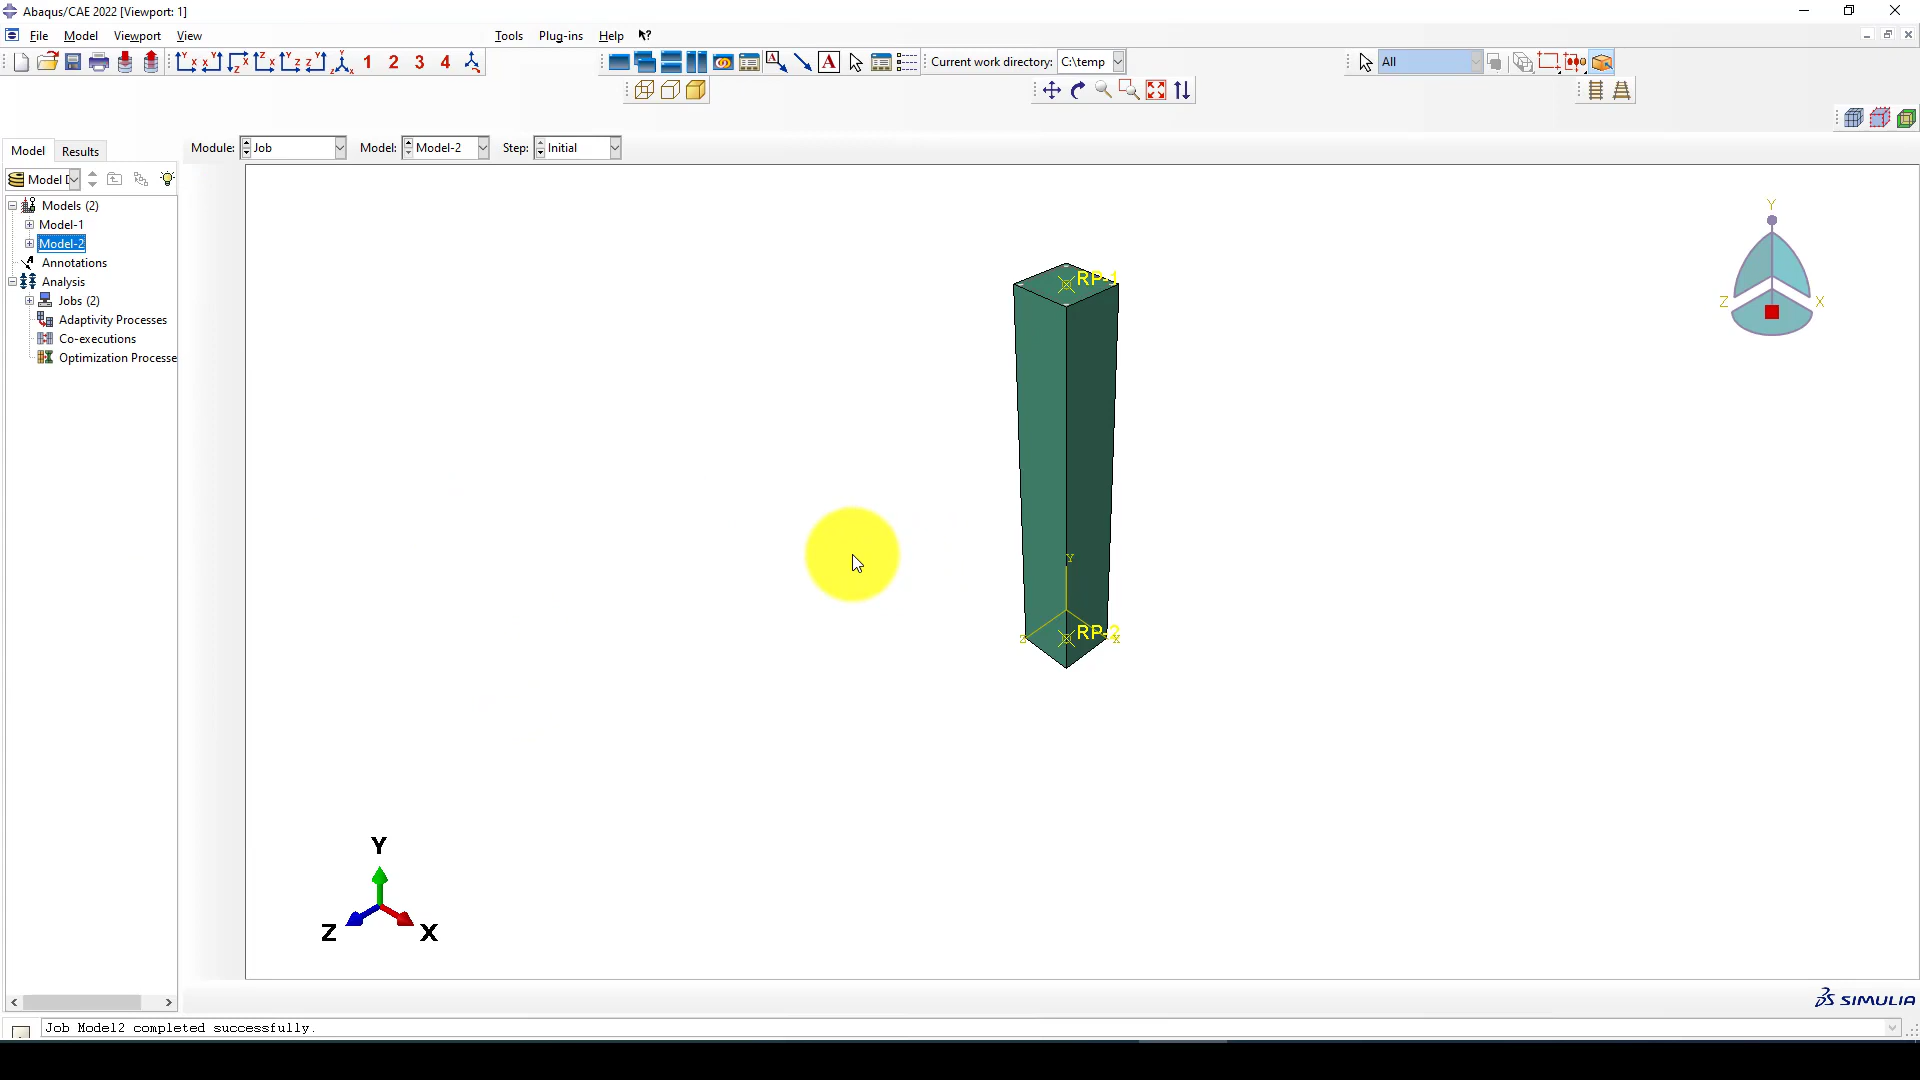 Abaqus/CAE 2022 [Viewport: 1]
File Model Viewport View Tools Plug-ins Help
1 2 3 4 A Current work directory: C:\temp All
Model Results Module: Job Model: Model-2 Step: Initial
Models (2)
Model-1
Model-2
Annotations
Analysis
Jobs (2)
Adaptivity Processes
Co-executions
Optimization Processe
RP-1
Y
Z X
Y
Z RP-2 X
Y
Z X
SIMULIA
Job Model2 completed successfully.